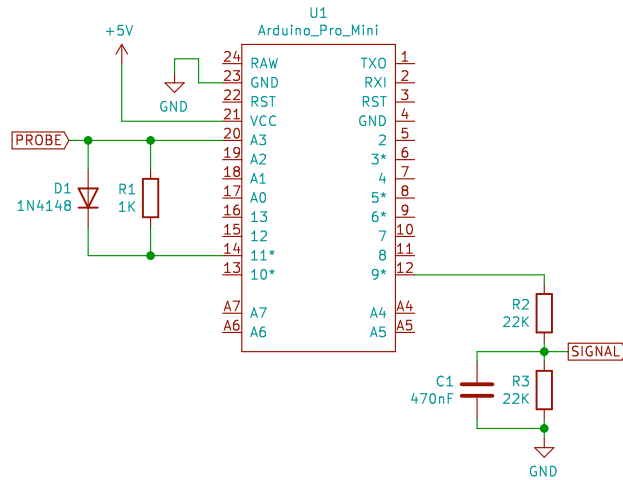 U1
Arduino_Pro_Mini
+5V
24 RAW TXO 1
23 GND RXI 2
22 RST RST 3
21 VCC GND 4
20 A3 2 5
19 A2 3* 6
18 A1 4 7
17 A0 5* 8
16 13 6* 9
15 12 7 10
14 11* 8 11
13 10* 9* 12
A7 A7 A4 A4
A6 A6 A5 A5
GND
PROBE
D1
1N4148
R1
1K
R2
22K
SIGNAL
C1
470nF
R3
22K
GND